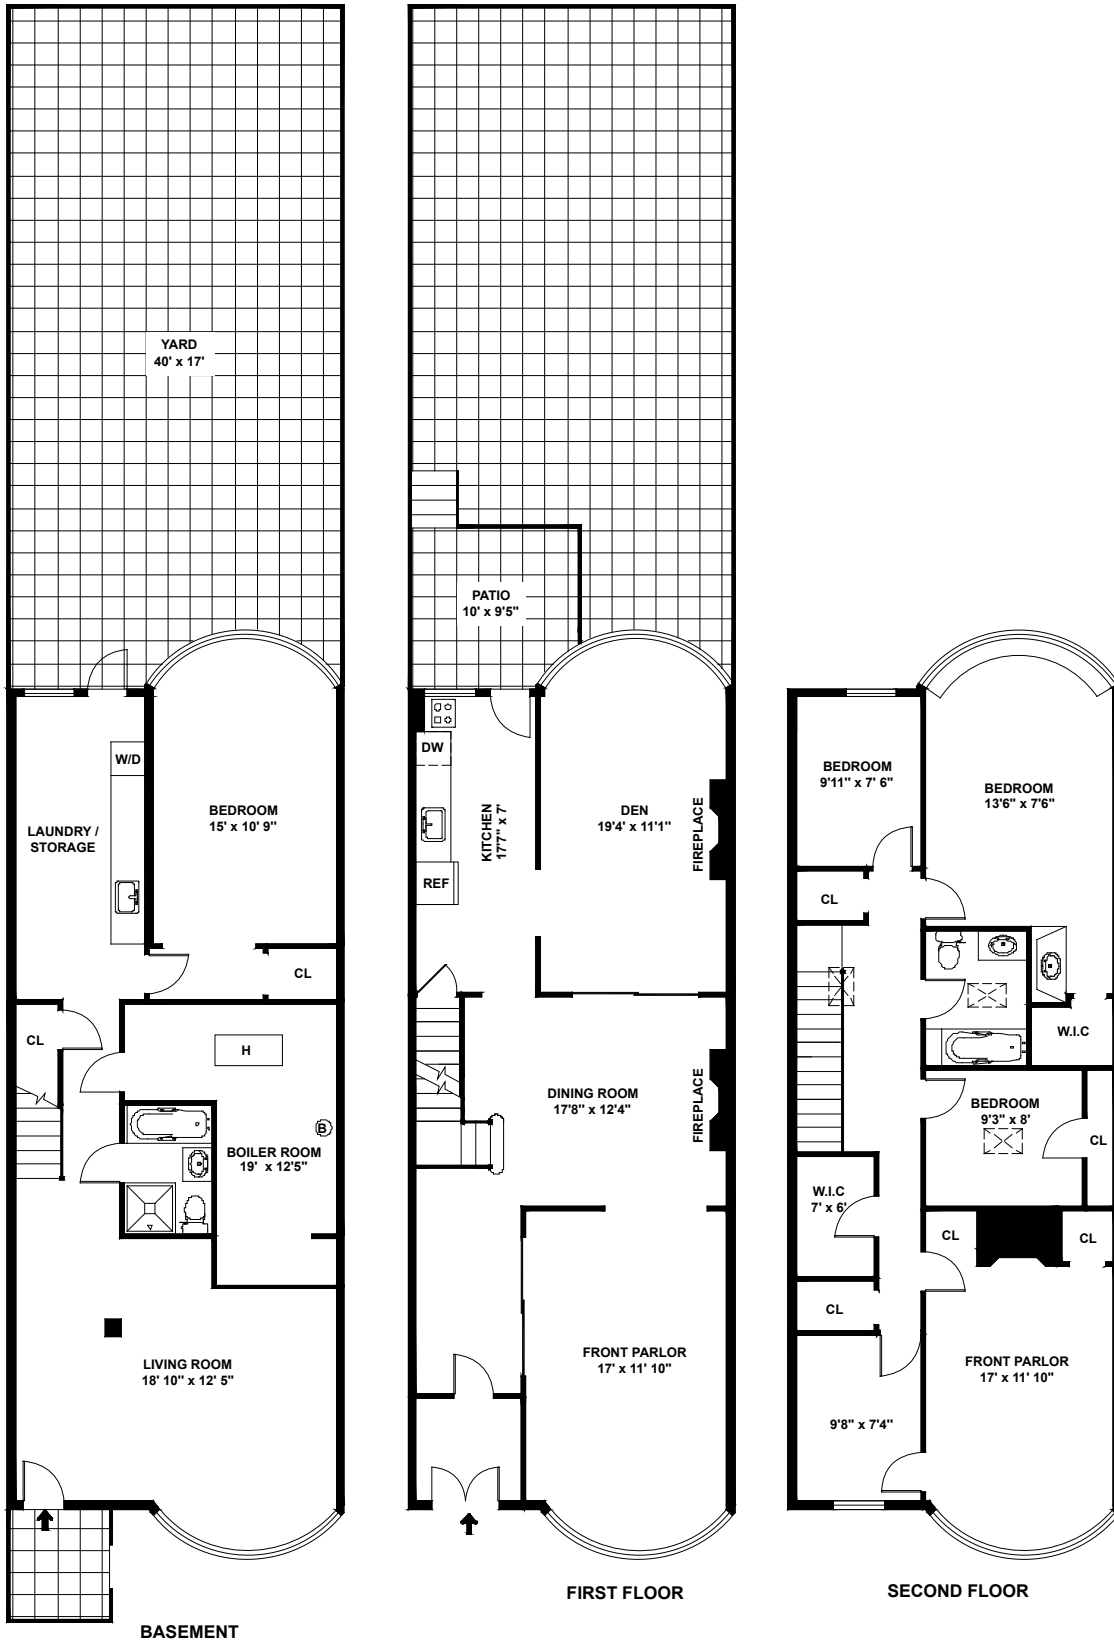 YARD
40' x 17'
W/D
BEDROOM
15' x 10' 9"
LAUNDRY /
STORAGE
CL
CL
H
B
BOILER ROOM
19' x 12'5"
LIVING ROOM
18' 10" x 12' 5"
BASEMENT
PATIO
10' x 9'5"
DW
KITCHEN
17'7" x 7'
DEN
19'4' x 11'1"
FIREPLACE
REF
DINING ROOM
17'8" x 12'4"
FIREPLACE
FRONT PARLOR
17' x 11' 10"
FIRST FLOOR
BEDROOM
9'11" x 7' 6"
BEDROOM
13'6" x 7'6"
CL
W.I.C
BEDROOM
9'3" x 8'
CL
W.I.C
7' x 6'
CL
CL
CL
FRONT PARLOR
17' x 11' 10"
9'8" x 7'4"
SECOND FLOOR